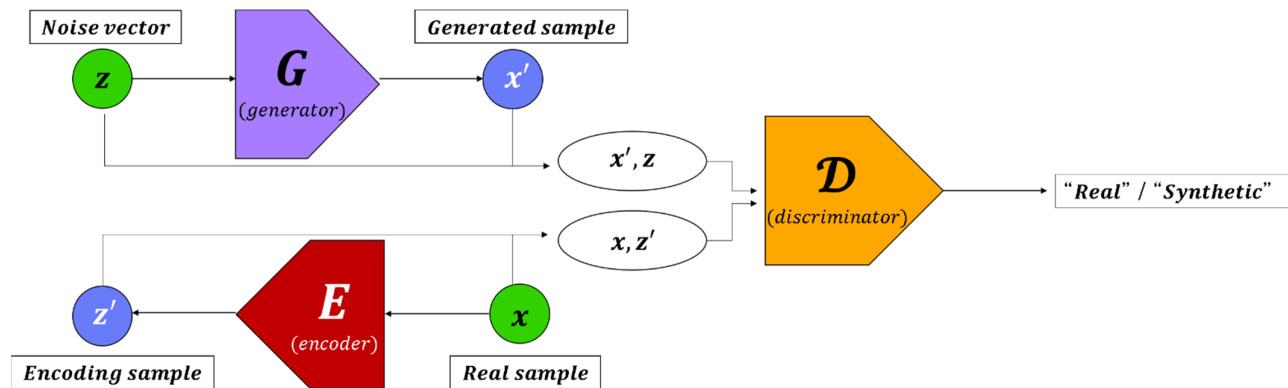 Noise vector
Generated sample
z
G
(generator)
x′
x′, z
D
(discriminator)
“Real” / “Synthetic”
x, z′
z′
E
(encoder)
x
Encoding sample
Real sample